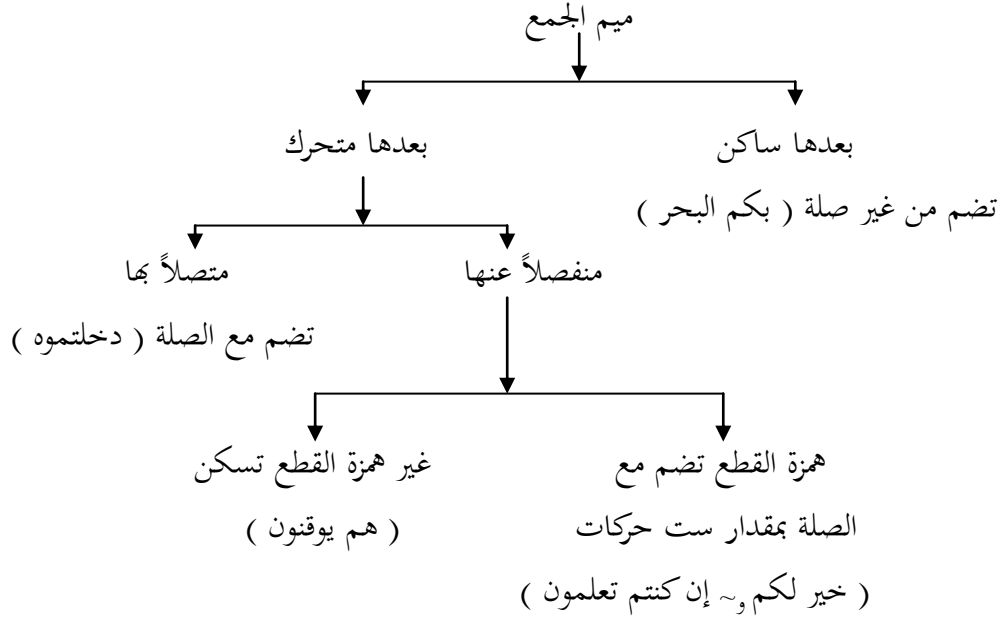 ميم الجمع
بعدها ساكن
تضم من غير صلة ( بكم البحر )
بعدها متحرك
منفصلاً عنها
متصلاً بها
تضم مع الصلة ( دخلتموه )
همزة القطع تضم مع
الصلة بمقدار ست حركات
( خير لكم و~ إن كنتم تعلمون )
غير همزة القطع تسكن
( هم يوقنون )